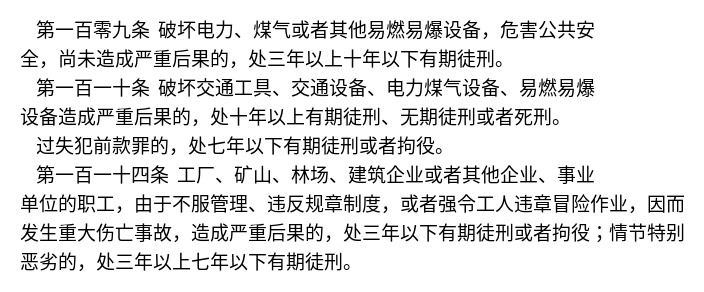 第一百零九条 破坏电力、煤气或者其他易燃易爆设备，危害公共安
全，尚未造成严重后果的，处三年以上十年以下有期徒刑。
第一百一十条 破坏交通工具、交通设备、电力煤气设备、易燃易爆
设备造成严重后果的，处十年以上有期徒刑、无期徒刑或者死刑。
过失犯前款罪的，处七年以下有期徒刑或者拘役。
第一百一十四条 工厂、矿山、林场、建筑企业或者其他企业、事业
单位的职工，由于不服管理、违反规章制度，或者强令工人违章冒险作业，因而
发生重大伤亡事故，造成严重后果的，处三年以下有期徒刑或者拘役；情节特别
恶劣的，处三年以上七年以下有期徒刑。